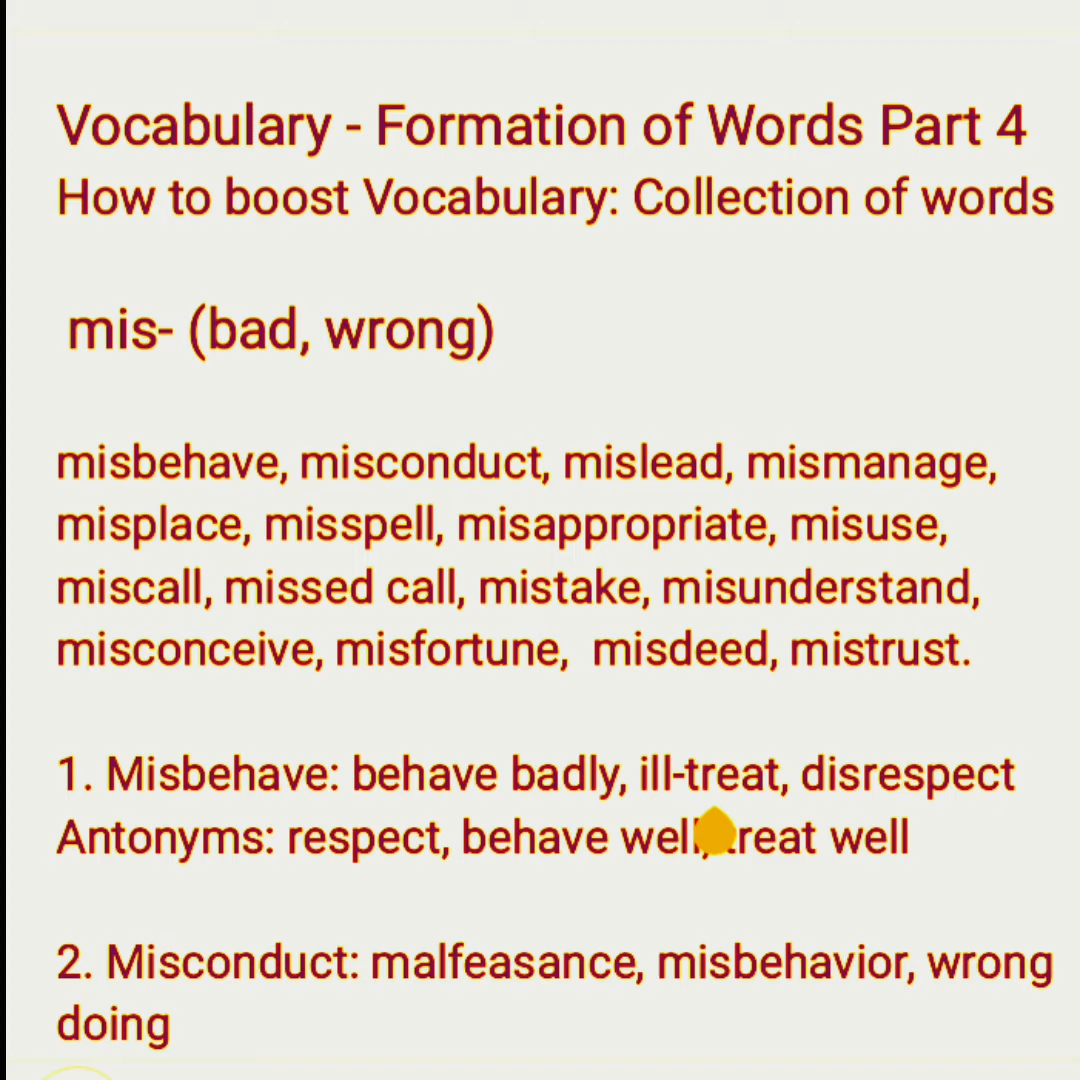 Vocabulary - Formation of Words Part 4
How to boost Vocabulary: Collection of words
mis- (bad, wrong)
misbehave, misconduct, mislead, mismanage,
misplace, misspell, misappropriate, misuse,
miscall, missed call, mistake, misunderstand,
misconceive, misfortune, misdeed, mistrust.
1. Misbehave: behave badly, ill-treat, disrespect
Antonyms: respect, behave well, treat well
2. Misconduct: malfeasance, misbehavior, wrong
doing